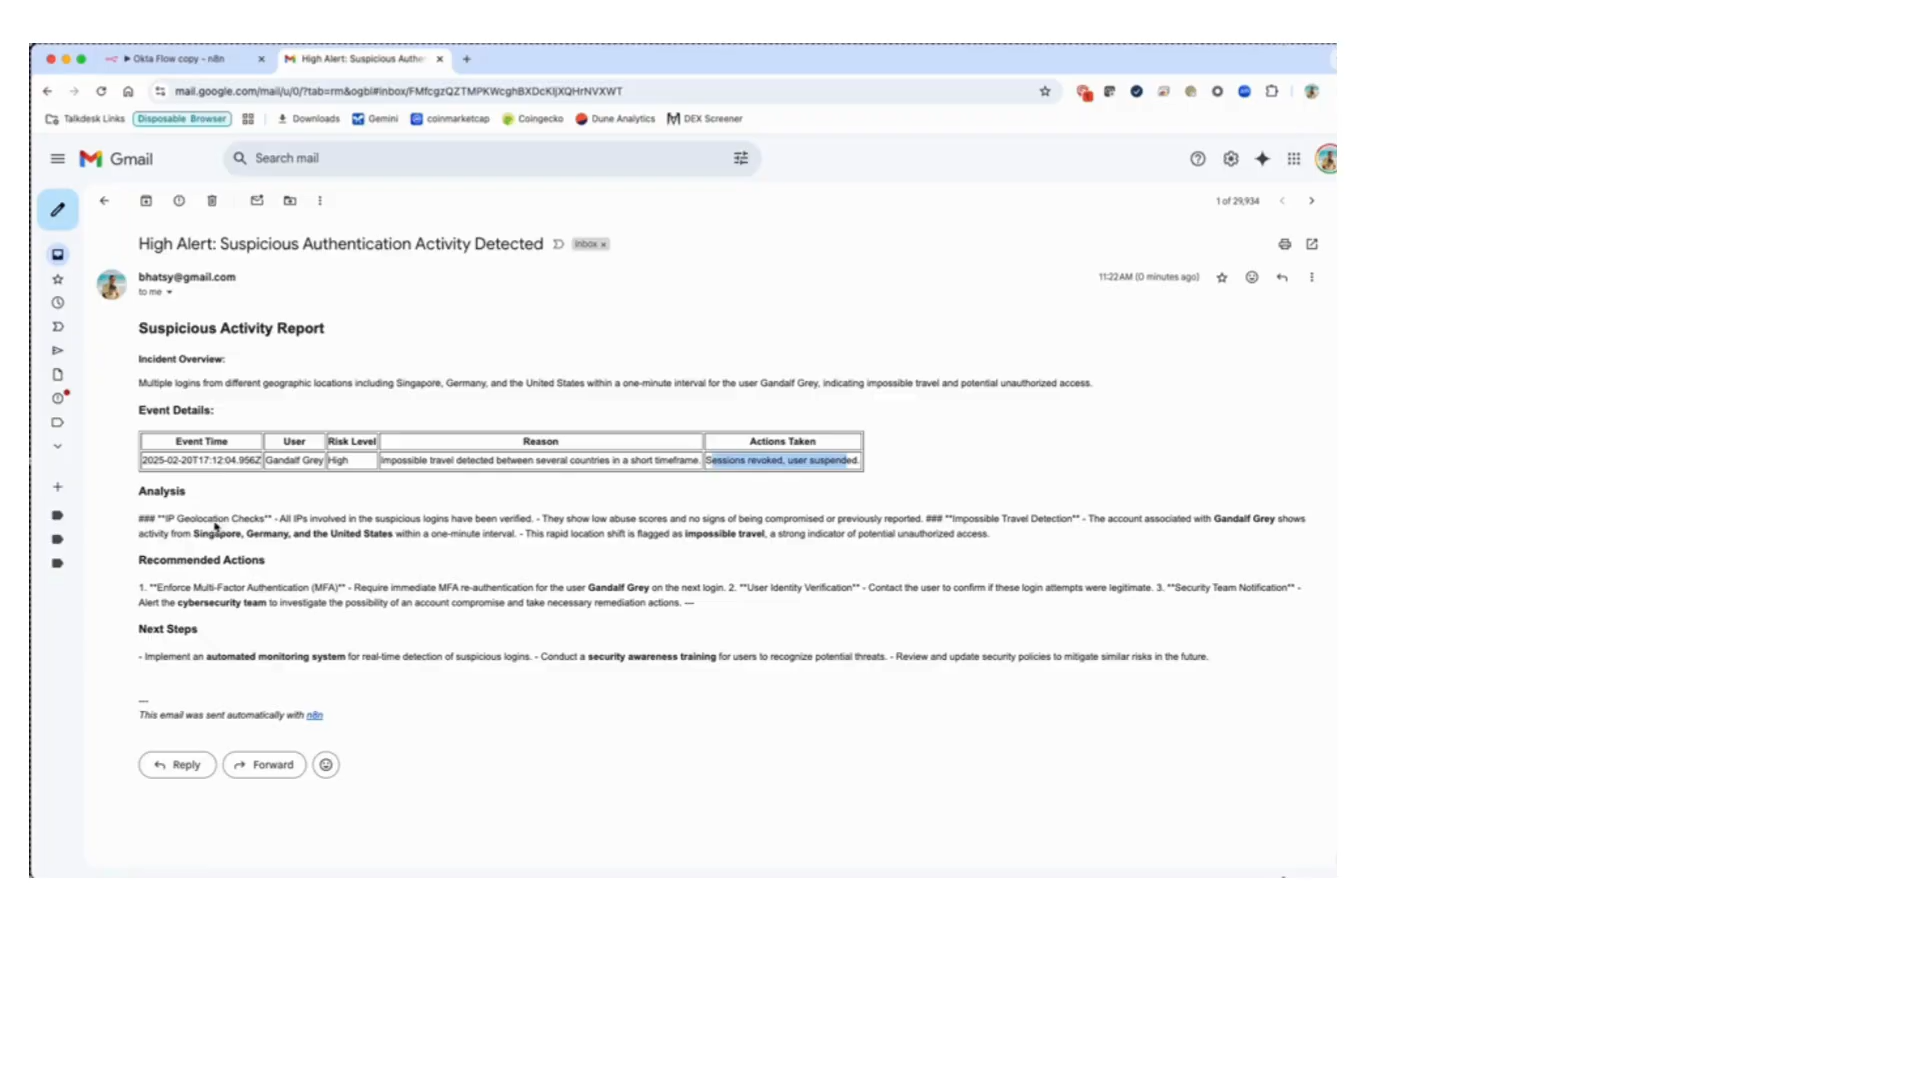 Okta Flow copy - n8n
High Alert: Suspicious Authe
mail.google.com/mail/u/0/?tab=rm&ogbl#inbox/FMfcgzQZTMPKWcghBXDcKljXQHrNVXWT
Talkdesk Links Disposable Browser Downloads Gemini coinmarketcap Coingecko Dune Analytics DEX Screener
Gmail Search mail
1 of 29,934
High Alert: Suspicious Authentication Activity Detected Inbox x
bhatsy@gmail.com 11:22 AM (0 minutes ago)
to me
Suspicious Activity Report
Incident Overview:
Multiple logins from different geographic locations including Singapore, Germany, and the United States within a one-minute interval for the user Gandalf Grey, indicating impossible travel and potential unauthorized access.
Event Details:
Event Time User Risk Level Reason Actions Taken
2025-02-20T17:12:04.956Z Gandalf Grey High Impossible travel detected between several countries in a short timeframe. Sessions revoked, user suspended.
Analysis
### **IP Geolocation Checks** - All IPs involved in the suspicious logins have been verified. - They show low abuse scores and no signs of being compromised or previously reported. ### **Impossible Travel Detection** - The account associated with Gandalf Grey shows
activity from Singapore, Germany, and the United States within a one-minute interval. - This rapid location shift is flagged as impossible travel, a strong indicator of potential unauthorized access.
Recommended Actions
1. **Enforce Multi-Factor Authentication (MFA)** - Require immediate MFA re-authentication for the user Gandalf Grey on the next login. 2. **User Identity Verification** - Contact the user to confirm if these login attempts were legitimate. 3. **Security Team Notification** -
Alert the cybersecurity team to investigate the possibility of an account compromise and take necessary remediation actions. —
Next Steps
- Implement an automated monitoring system for real-time detection of suspicious logins. - Conduct a security awareness training for users to recognize potential threats. - Review and update security policies to mitigate similar risks in the future.
—
This email was sent automatically with n8n
Reply Forward